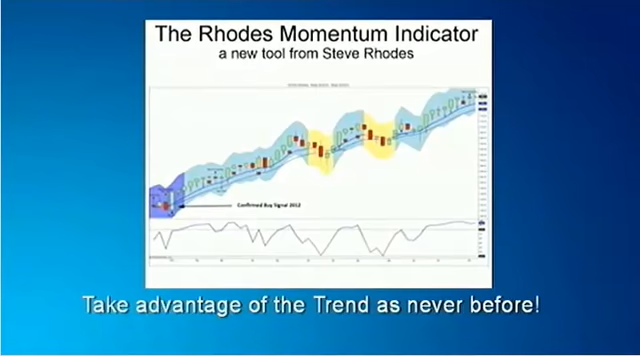 The Rhodes Momentum Indicator
a new tool from Steve Rhodes
Confirmed Buy Signal 2012
Take advantage of the Trend as never before!